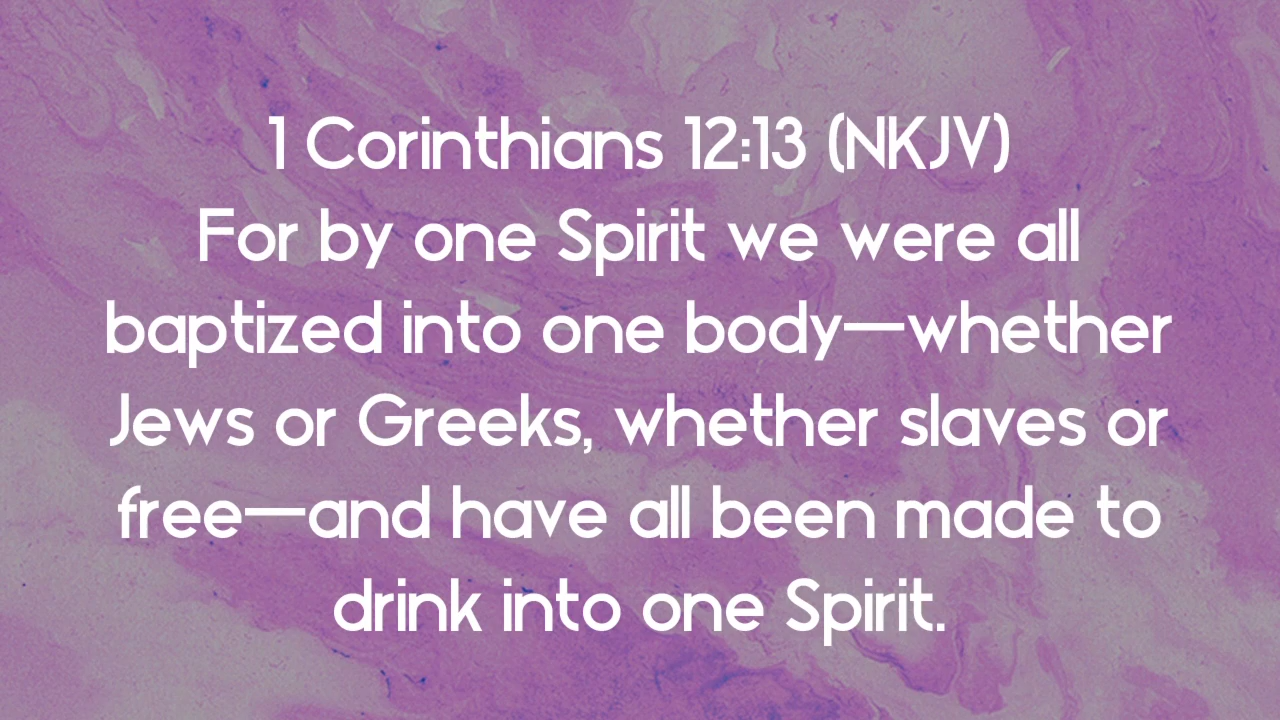 1 Corinthians 12:13 (NKJV)
For by one Spirit we were all
baptized into one body—whether
Jews or Greeks, whether slaves or
free—and have all been made to
drink into one Spirit.